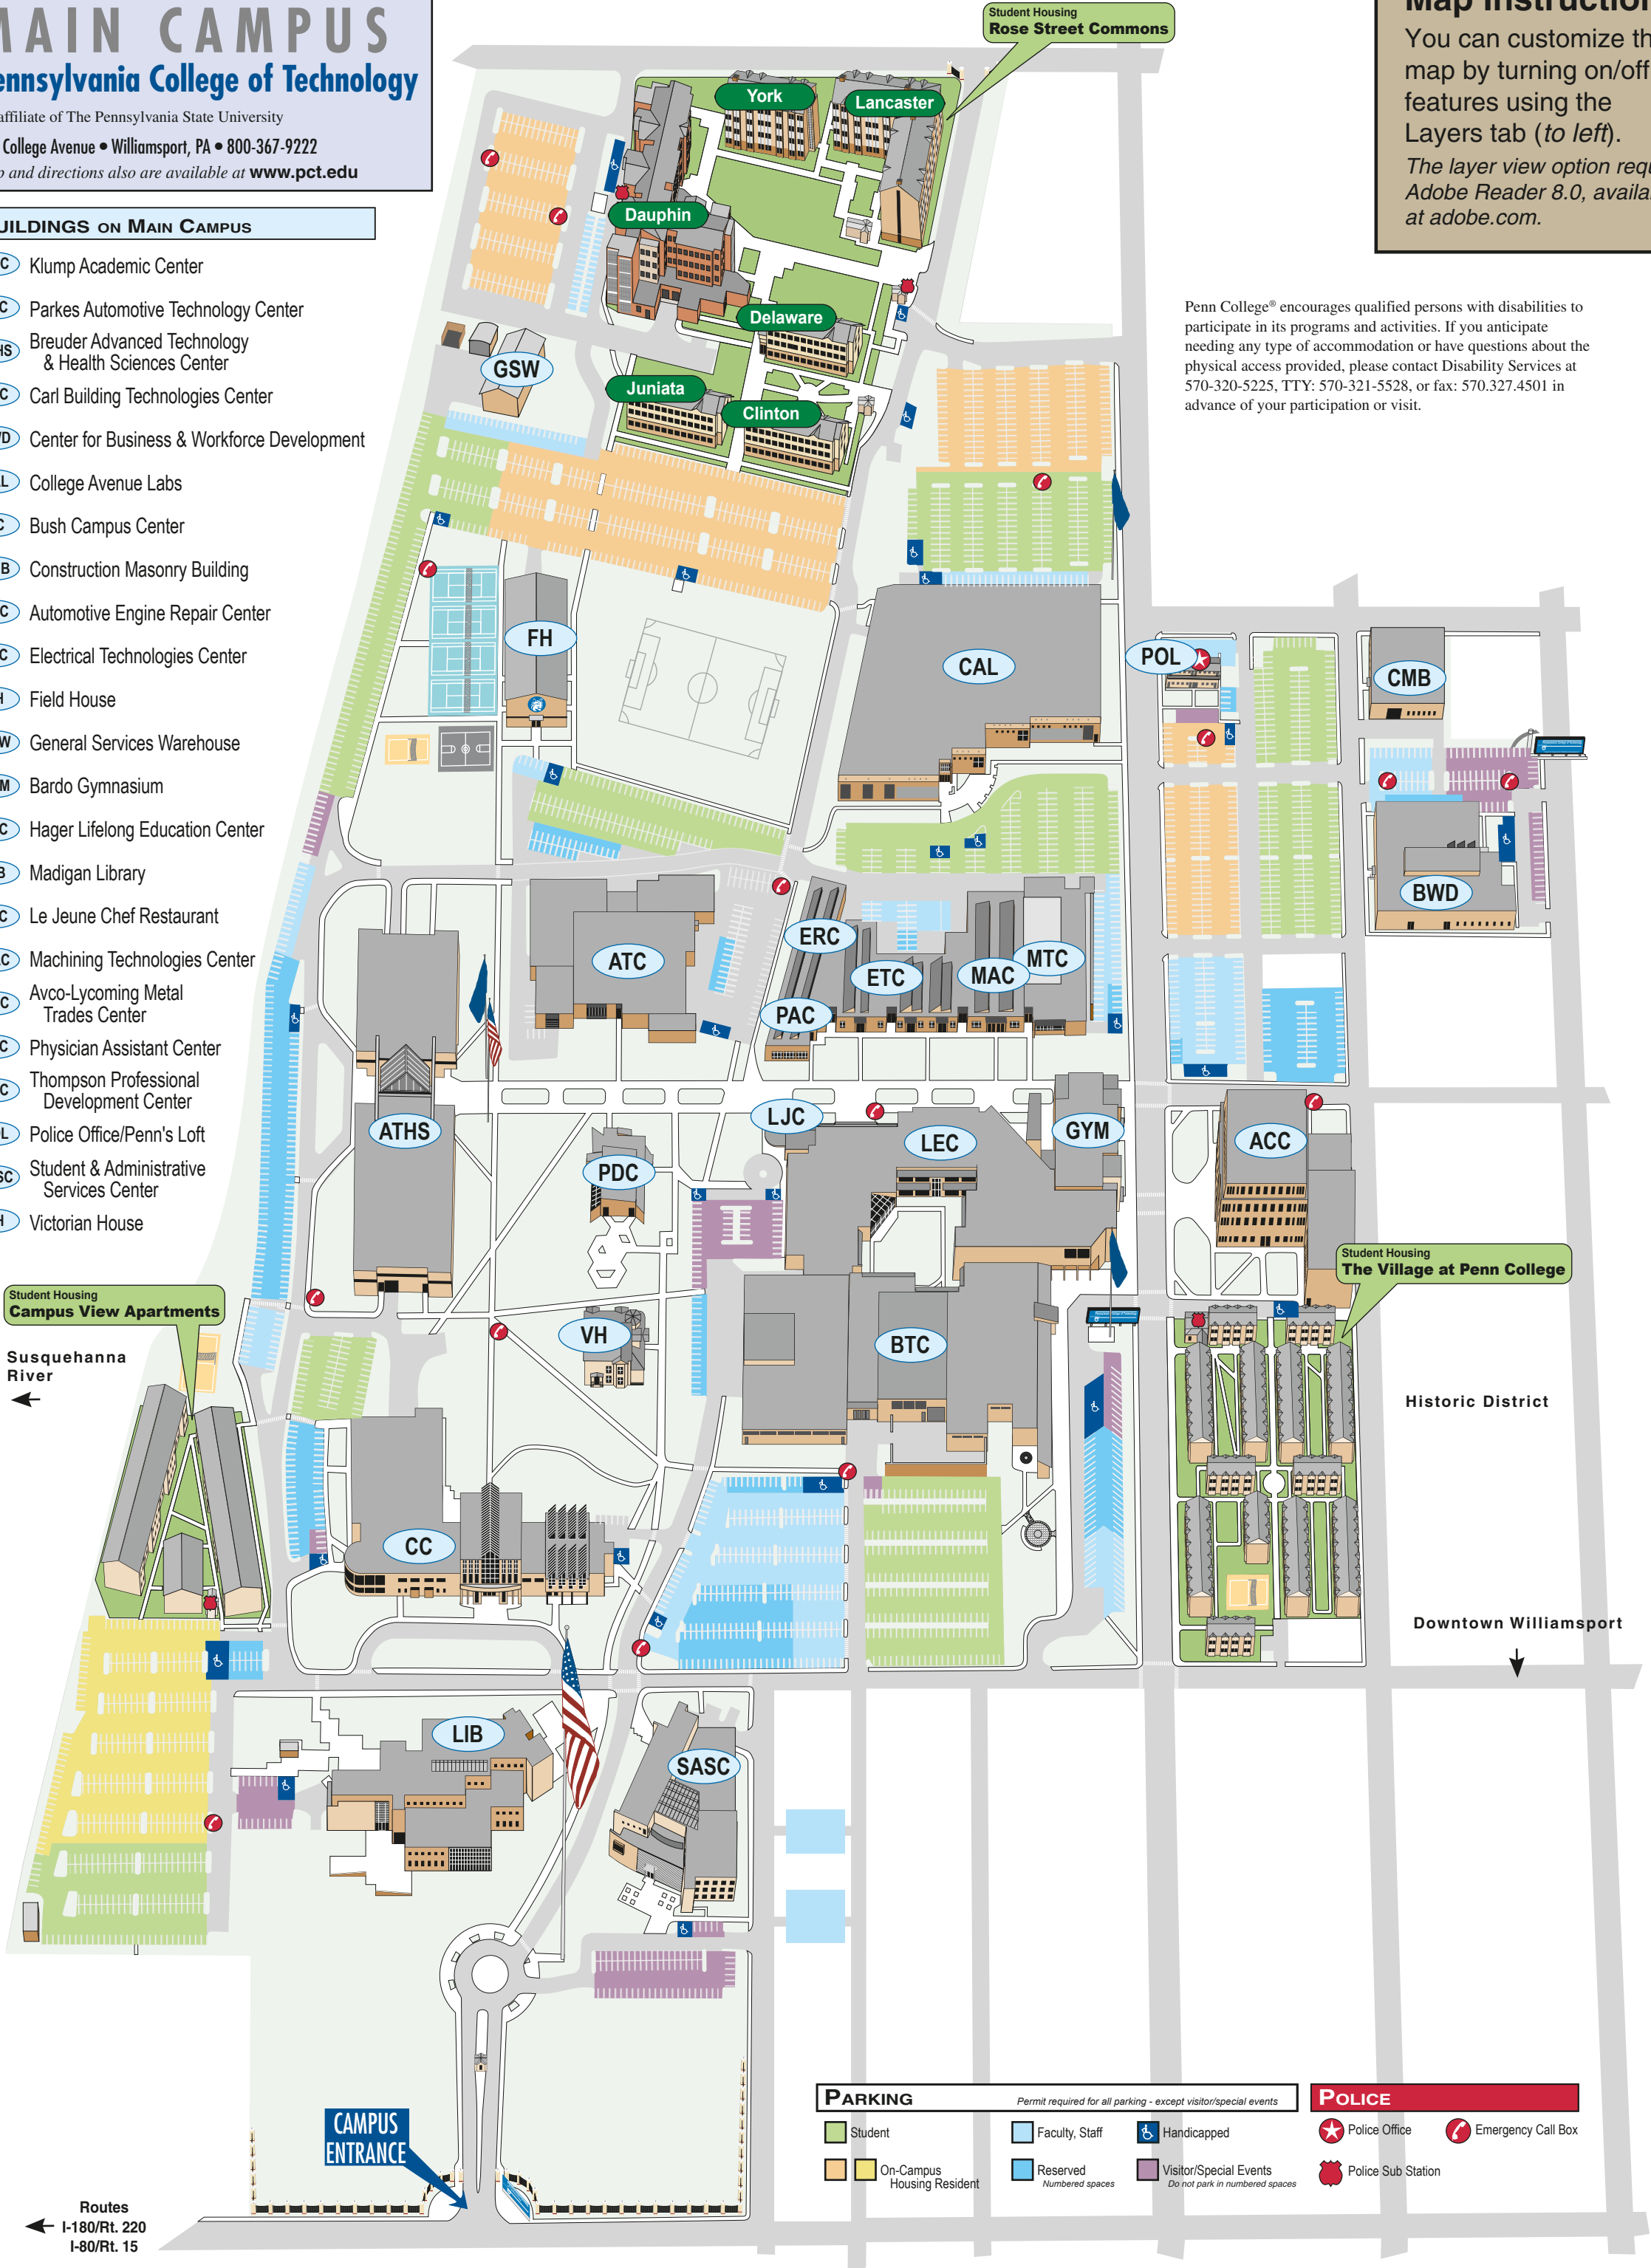 MAIN CAMPUS
Pennsylvania College of Technology
affiliate of The Pennsylvania State University
College Avenue • Williamsport, PA • 800-367-9222
and directions also are available at www.pct.edu
BUILDINGS ON MAIN CAMPUS
C Klump Academic Center
C Parkes Automotive Technology Center
HS Breuder Advanced Technology
& Health Sciences Center
C Carl Building Technologies Center
D Center for Business & Workforce Development
L College Avenue Labs
C Bush Campus Center
B Construction Masonry Building
C Automotive Engine Repair Center
C Electrical Technologies Center
H Field House
W General Services Warehouse
M Bardo Gymnasium
C Hager Lifelong Education Center
B Madigan Library
C Le Jeune Chef Restaurant
C Machining Technologies Center
C Avco-Lycoming Metal
Trades Center
C Physician Assistant Center
C Thompson Professional
Development Center
L Police Office/Penn's Loft
SC Student & Administrative
Services Center
H Victorian House
Map Instructions
You can customize th
map by turning on/off
features using the
Layers tab (to left).
The layer view option requ
Adobe Reader 8.0, availa
at adobe.com.
Penn College® encourages qualified persons with disabilities to
participate in its programs and activities. If you anticipate
needing any type of accommodation or have questions about the
physical access provided, please contact Disability Services at
570-320-5225, TTY: 570-321-5528, or fax: 570.327.4501 in
advance of your participation or visit.
Student Housing
Rose Street Commons
York
Lancaster
Dauphin
Delaware
GSW
Juniata
Clinton
FH
CAL
POL
CMB
BWD
ATC
ERC
ETC
MAC
MTC
PAC
ATHS
LJC
LEC
GYM
ACC
PDC
Student Housing
The Village at Penn College
Student Housing
Campus View Apartments
VH
BTC
Susquehanna
River
Historic District
CC
Downtown Williamsport
LIB
SASC
CAMPUS
ENTRANCE
Routes
I-180/Rt. 220
I-80/Rt. 15
PARKING Permit required for all parking - except visitor/special events
Student
Faculty, Staff
Handicapped
On-Campus
Housing Resident
Reserved
Numbered spaces
Visitor/Special Events
Do not park in numbered spaces
POLICE
Police Office
Emergency Call Box
Police Sub Station